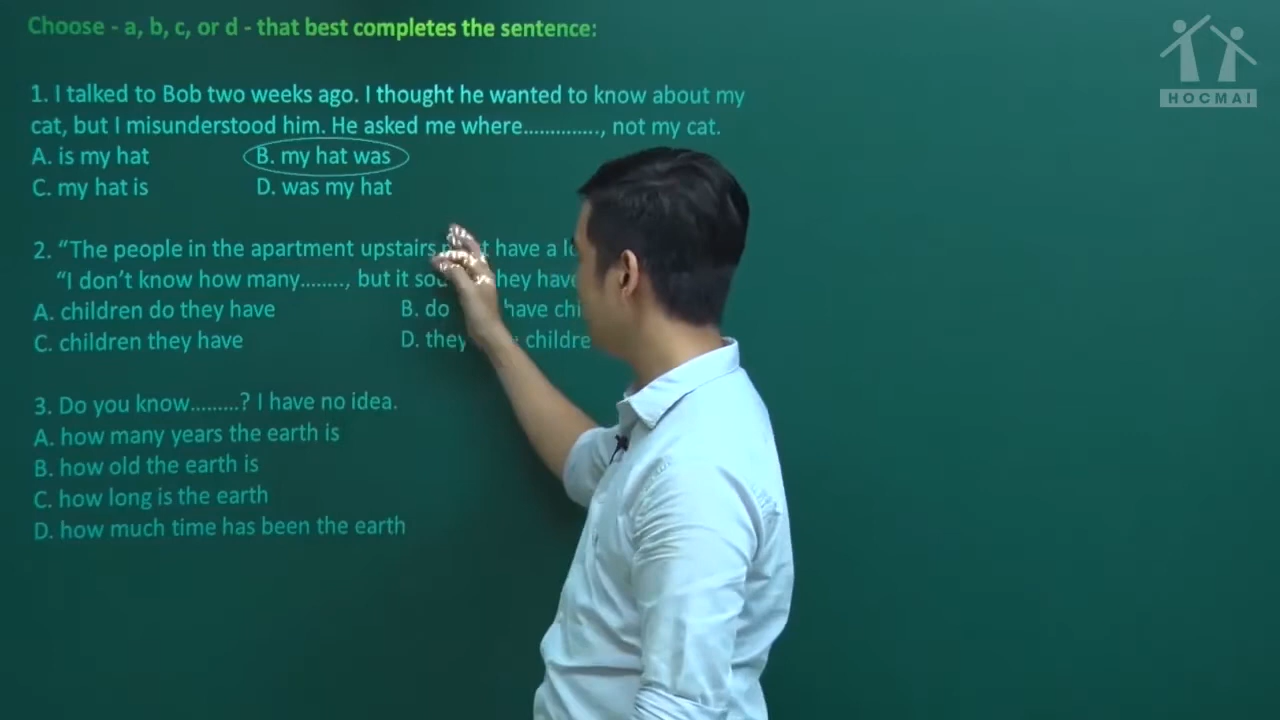 Choose - a, b, c, or d - that best completes the sentence:
HOCMAI
1. I talked to Bob two weeks ago. I thought he wanted to know about my
cat, but I misunderstood him. He asked me where.............., not my cat.
A. is my hat B. my hat was
C. my hat is D. was my hat
2. “The people in the apartment upstairs have a
“I don’t know how many........, but it they have
A. children do they have B. do have
C. children they have D. they
3. Do you know.........? I have no idea.
A. how many years the earth is
B. how old the earth is
C. how long is the earth
D. how much time has been the earth